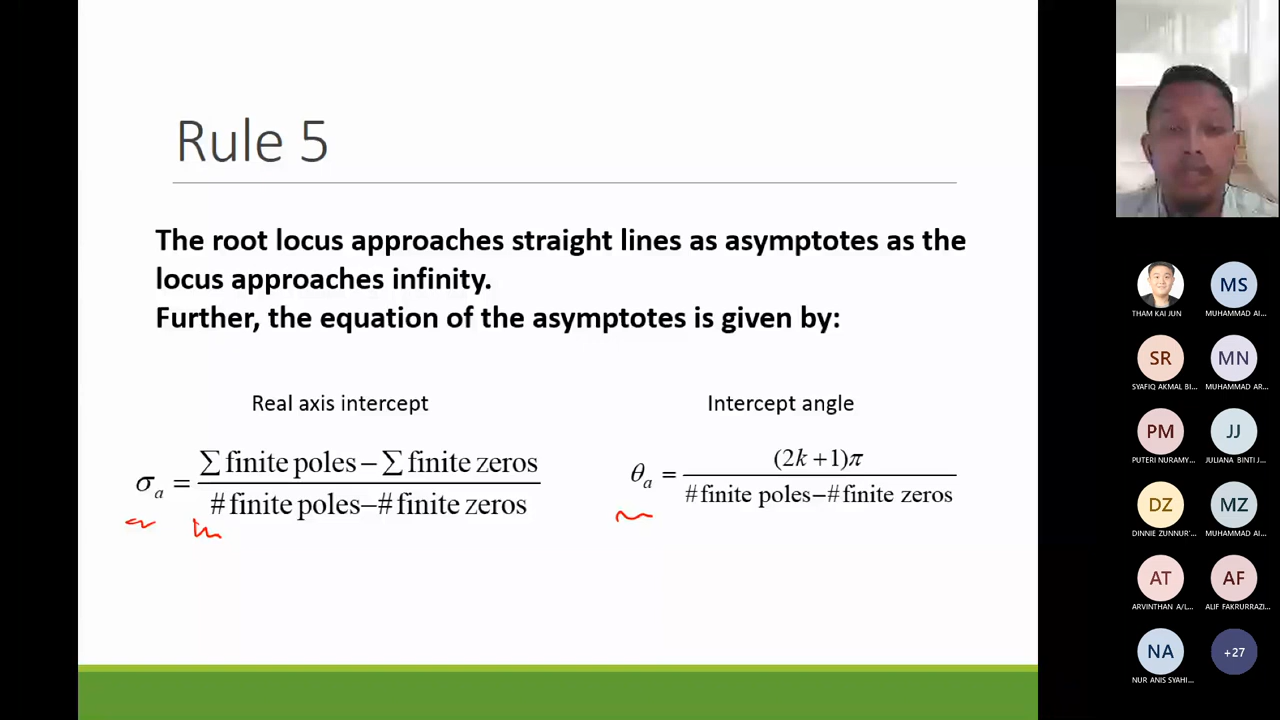 Rule 5
The root locus approaches straight lines as asymptotes as the
locus approaches infinity.
Further, the equation of the asymptotes is given by:
Real axis intercept
σₐ = (∑ finite poles − ∑ finite zeros) / (# finite poles − # finite zeros)
Intercept angle
θₐ = (2k + 1)π / (# finite poles − # finite zeros)
THAM KAI JUN
MS
MUHAMMAD AI...
SR
SYAFIQ AKMAL BI...
MN
MUHAMMAD AR...
PM
PUTERI NURAMY...
JJ
JULIANA BINTI J...
DZ
DINNIE ZUNNUR'...
MZ
MUHAMMAD AI...
AT
ARVINTHAN A/L...
AF
ALIF FAKRURRAZI...
NA
NUR ANIS SYAHI...
+27